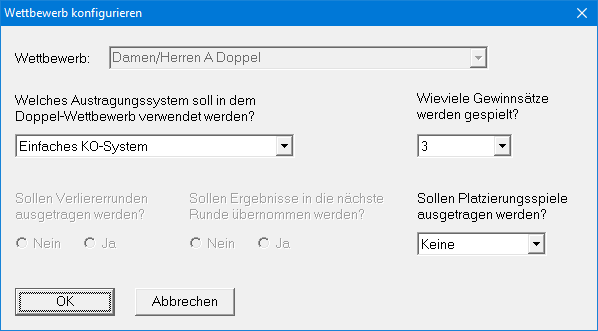 Wettbewerb konfigurieren
Wettbewerb: Damen/Herren A Doppel
Welches Austragungssystem soll in dem
Doppel-Wettbewerb verwendet werden?
Einfaches KO-System
Wieviele Gewinnsätze
werden gespielt?
3
Sollen Verliererrunden
ausgetragen werden?
Nein Ja
Sollen Ergebnisse in die nächste
Runde übernommen werden?
Nein Ja
Sollen Platzierungsspiele
ausgetragen werden?
Keine
OK Abbrechen